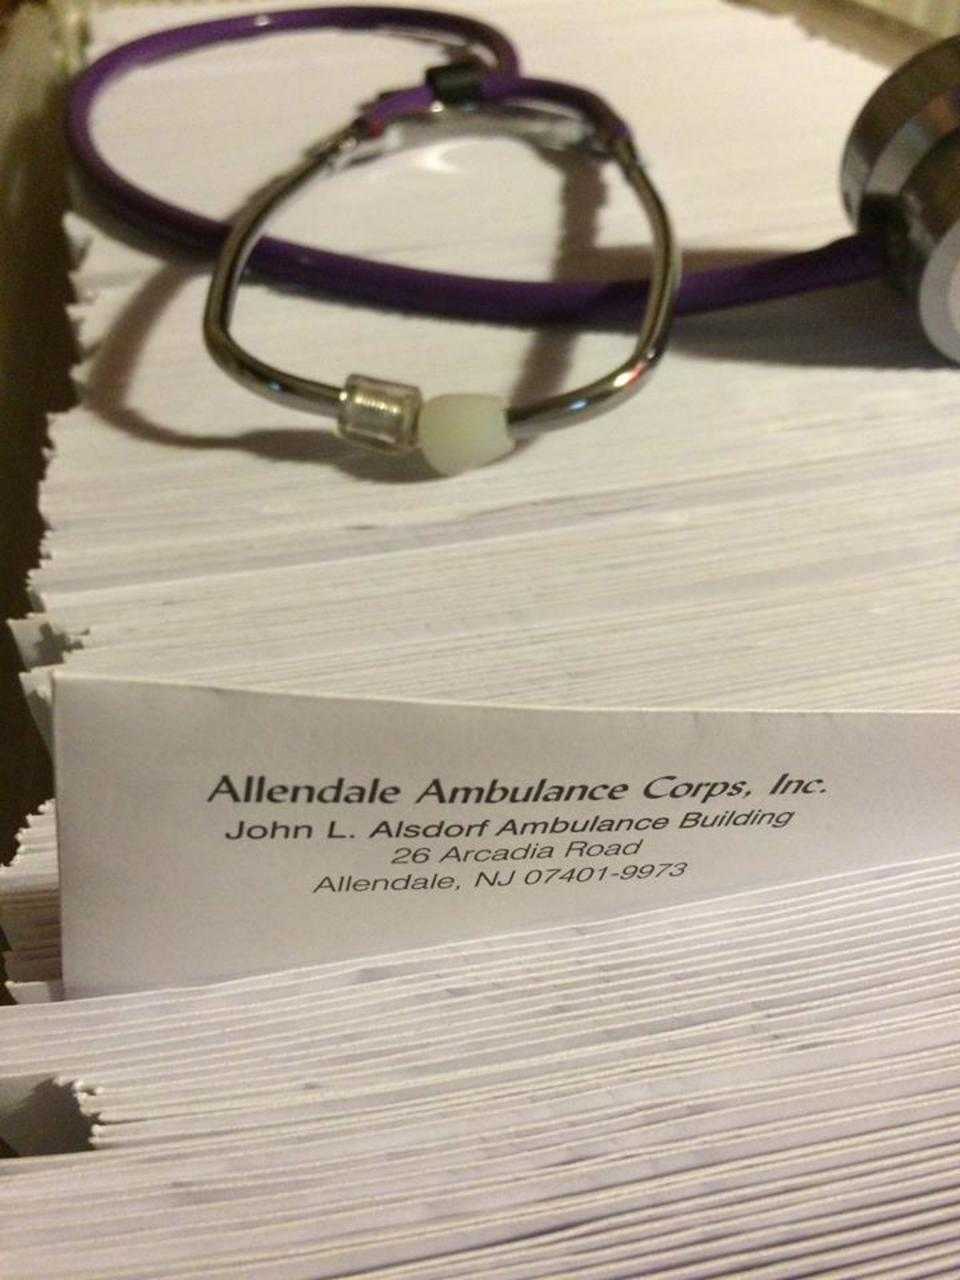 Allendale Ambulance Corps, Inc.
John L. Alsdorf Ambulance Building
26 Arcadia Road
Allendale, NJ 07401-9973